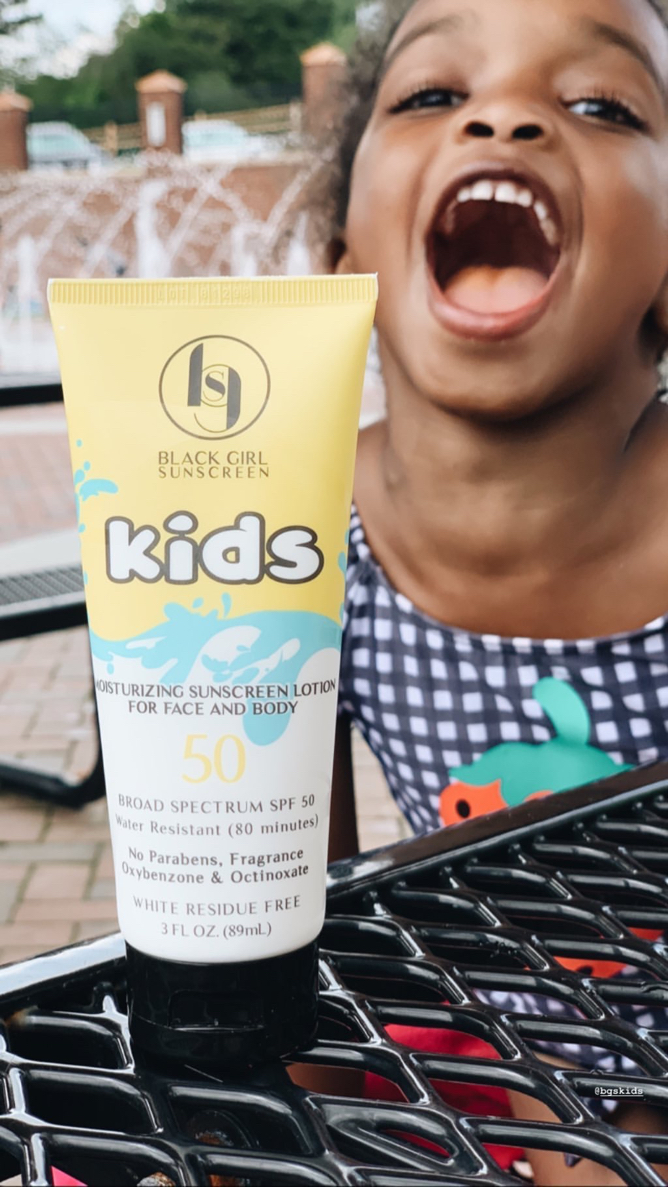 bgs
BLACK GIRL
SUNSCREEN
kids
MOISTURIZING SUNSCREEN LOTION
FOR FACE AND BODY
50
BROAD SPECTRUM SPF 50
Water Resistant (80 minutes)
No Parabens, Fragrance
Oxybenzone & Octinoxate
WHITE RESIDUE FREE
3 FL OZ. (89mL)
@bgskids